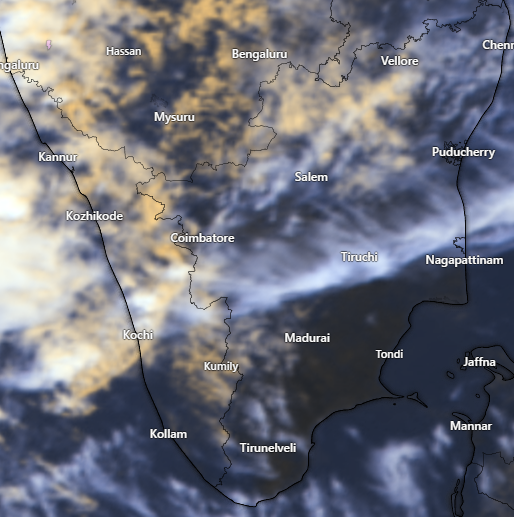 Hassan
Bengaluru
Chenn
Vellore
ngaluru
Mysuru
Kannur
Puducherry
Salem
Kozhikode
Coimbatore
Tiruchi
Nagapattinam
Kochi
Madurai
Tondi
Jaffna
Kumily
Mannar
Kollam
Tirunelveli